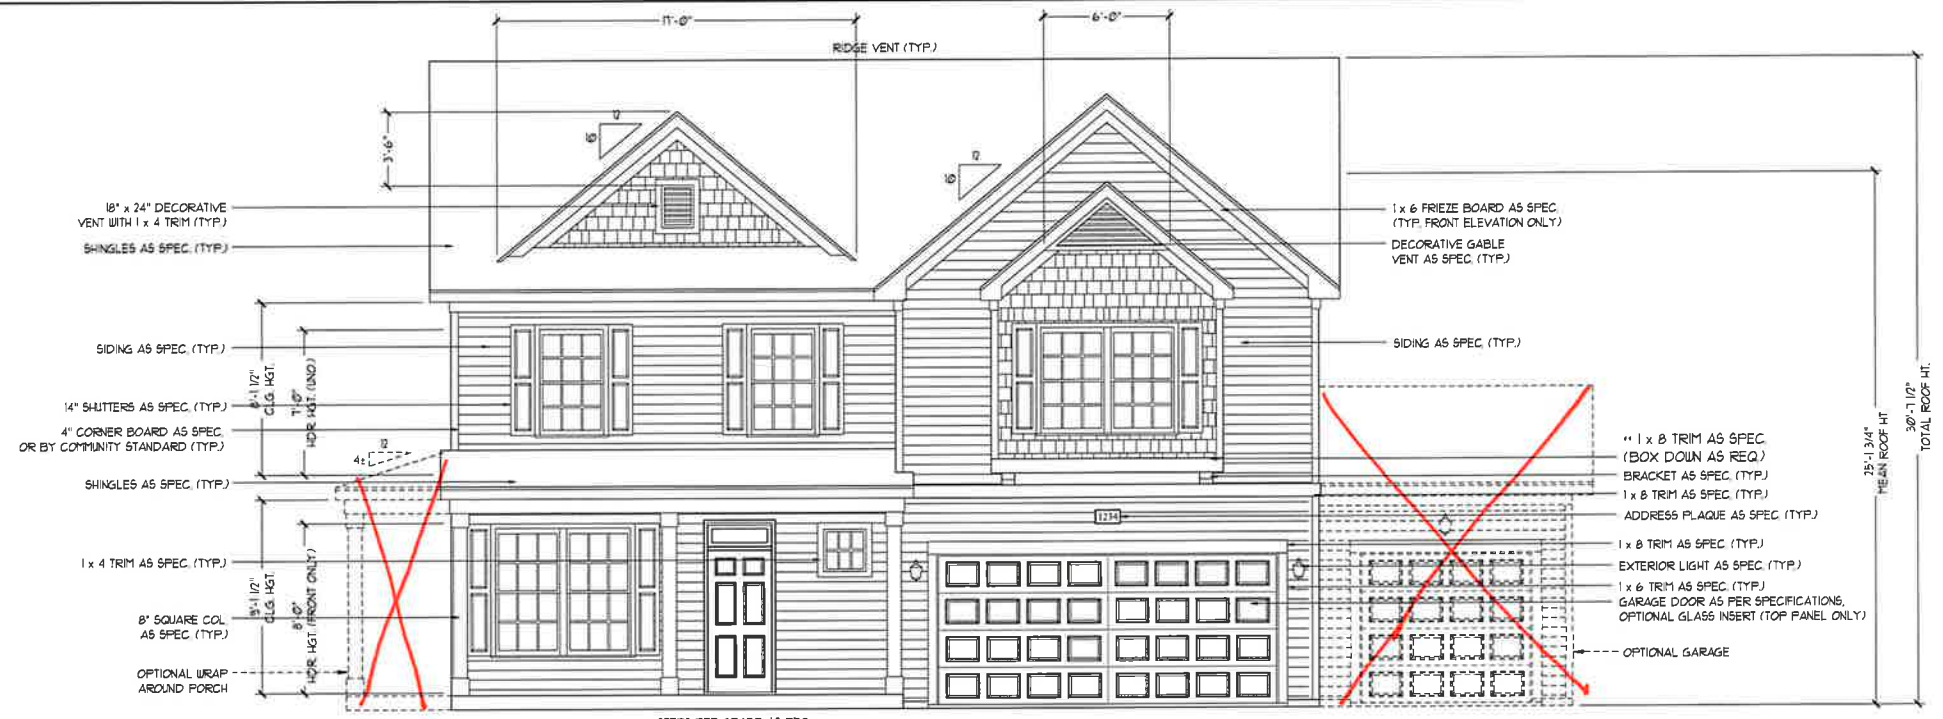 17'-0"
6'-0"
RIDGE VENT (TYP.)
3'-6"
12
12
18" x 24" DECORATIVE
VENT WITH 1 x 4 TRIM (TYP.)
SHINGLES AS SPEC. (TYP.)
1 x 6 FRIEZE BOARD AS SPEC.
(TYP. FRONT ELEVATION ONLY)
DECORATIVE GABLE
VENT AS SPEC. (TYP.)
SIDING AS SPEC. (TYP.)
8'-1 1/2"
CLG. HGT.
7'-0"
HDR. HGT. (UNO.)
SIDING AS SPEC. (TYP.)
14" SHUTTERS AS SPEC. (TYP.)
4" CORNER BOARD AS SPEC.
OR BY COMMUNITY STANDARD (TYP.)
12
4±
SHINGLES AS SPEC. (TYP.)
25'-1 3/4"
MEAN ROOF HT
30'-7 1/2"
TOTAL ROOF HT.
1 x 8 TRIM AS SPEC.
(BOX DOWN AS REQ.)
BRACKET AS SPEC. (TYP.)
1 x 8 TRIM AS SPEC. (TYP.)
1234
ADDRESS PLAQUE AS SPEC. (TYP.)
1 x 8 TRIM AS SPEC. (TYP.)
1 x 4 TRIM AS SPEC. (TYP.)
EXTERIOR LIGHT AS SPEC. (TYP.)
1 x 6 TRIM AS SPEC. (TYP.)
GARAGE DOOR AS PER SPECIFICATIONS,
OPTIONAL GLASS INSERT (TOP PANEL ONLY)
9'-1 1/2"
CLG. HGT.
8'-0"
HDR. HGT. (FRONT ONLY)
8" SQUARE COL.
AS SPEC. (TYP.)
OPTIONAL GARAGE
OPTIONAL WRAP
AROUND PORCH